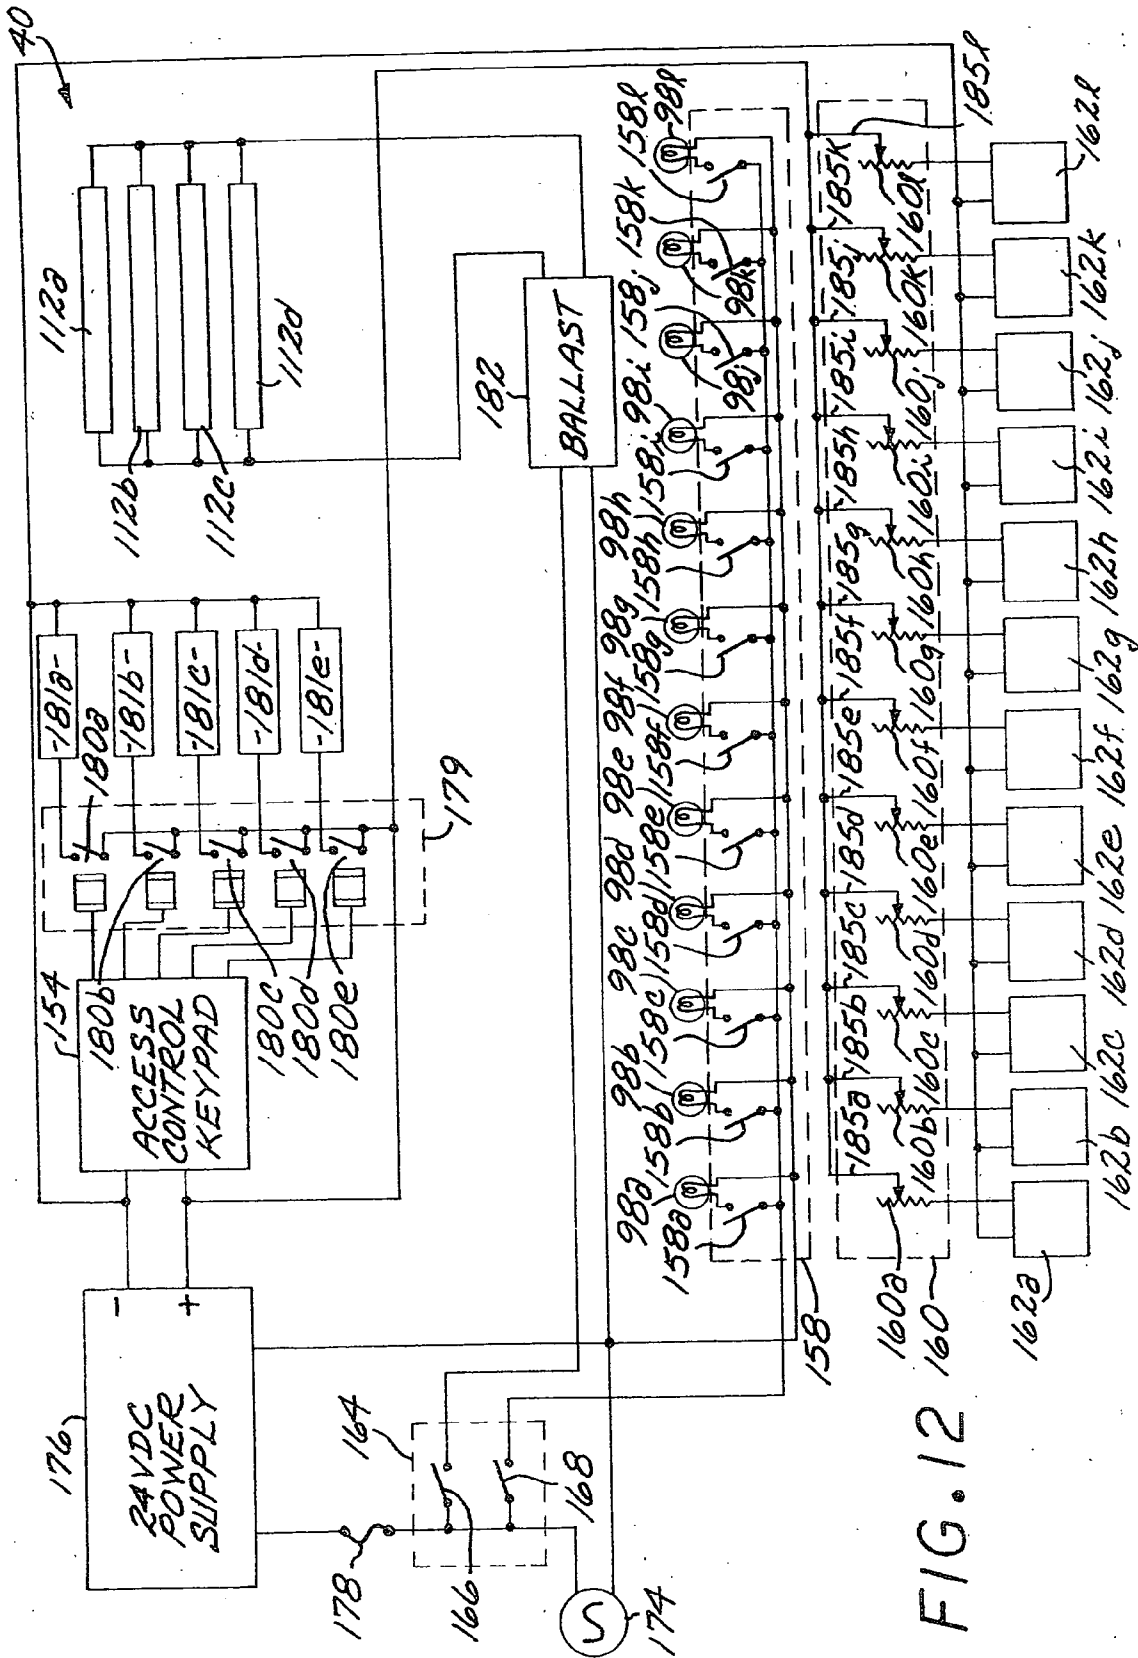 40
176
24VDC
POWER
SUPPLY
-
+
154
ACCESS
CONTROL
KEYPAD
180b
180c
180d
180e
180a
179
-181a-
-181b-
-181c-
-181d-
-181e-
112a
112b
112c
112d
182
BALLAST
178
164
166
168
S
174
98a
98b
98c
98d
98e
98f
98g
98h
98i
98j
98k
98l
158a
158b
158c
158d
158e
158f
158g
158h
158i
158j
158k
158l
158
185a
185b
185c
185d
185e
185f
185g
185h
185i
185j
185k
185l
160a
160b
160c
160d
160e
160f
160g
160h
160i
160j
160k
160l
160
162a
162b
162c
162d
162e
162f
162g
162h
162i
162j
162k
162l
FIG. 12